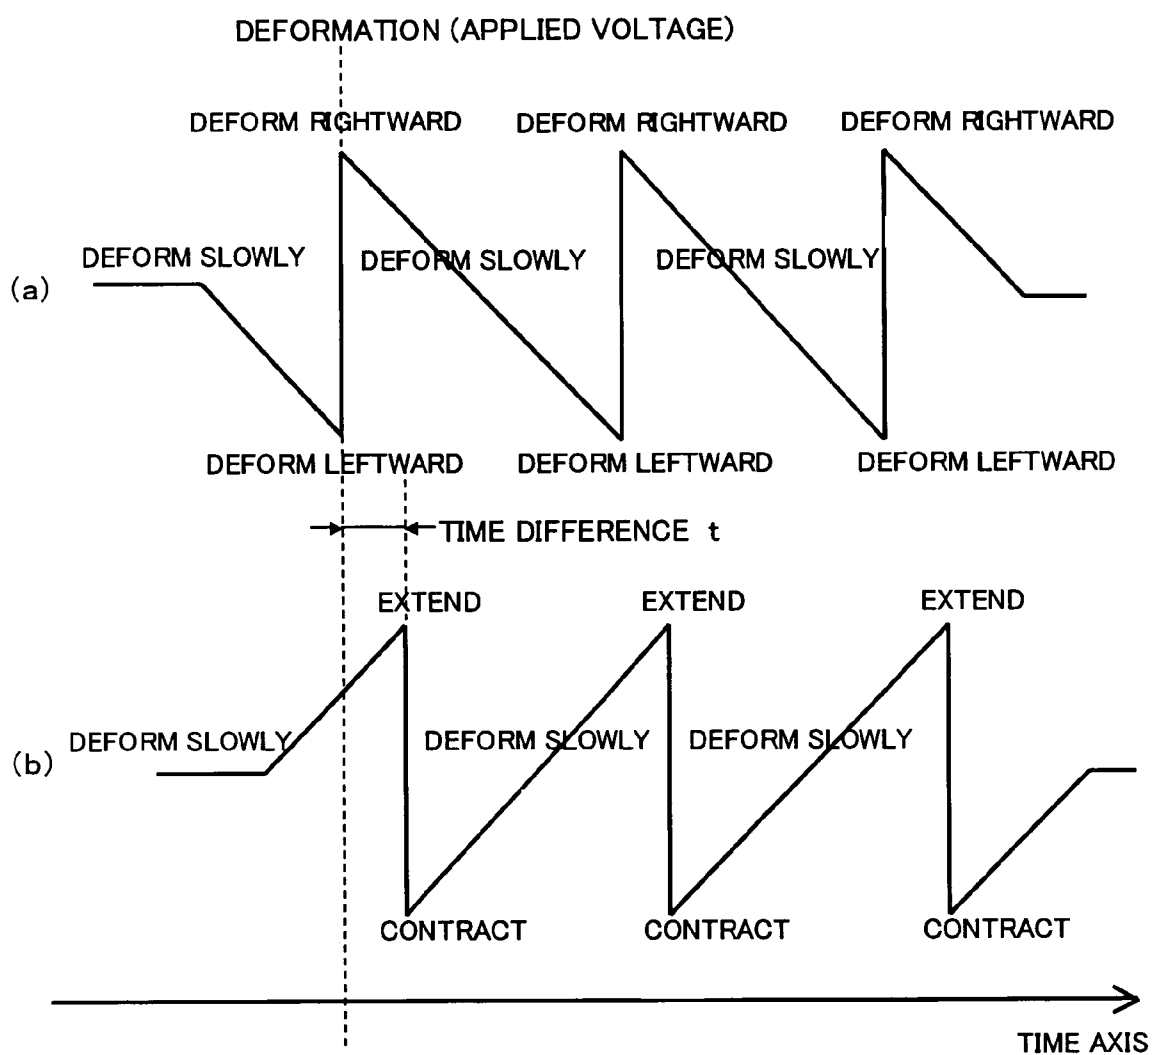 DEFORMATION (APPLIED VOLTAGE)
DEFORM RIGHTWARD DEFORM RIGHTWARD DEFORM RIGHTWARD
DEFORM SLOWLY DEFORM SLOWLY DEFORM SLOWLY
(a)
DEFORM LEFTWARD DEFORM LEFTWARD DEFORM LEFTWARD
TIME DIFFERENCE t
EXTEND EXTEND EXTEND
DEFORM SLOWLY DEFORM SLOWLY DEFORM SLOWLY
(b)
CONTRACT CONTRACT CONTRACT
TIME AXIS